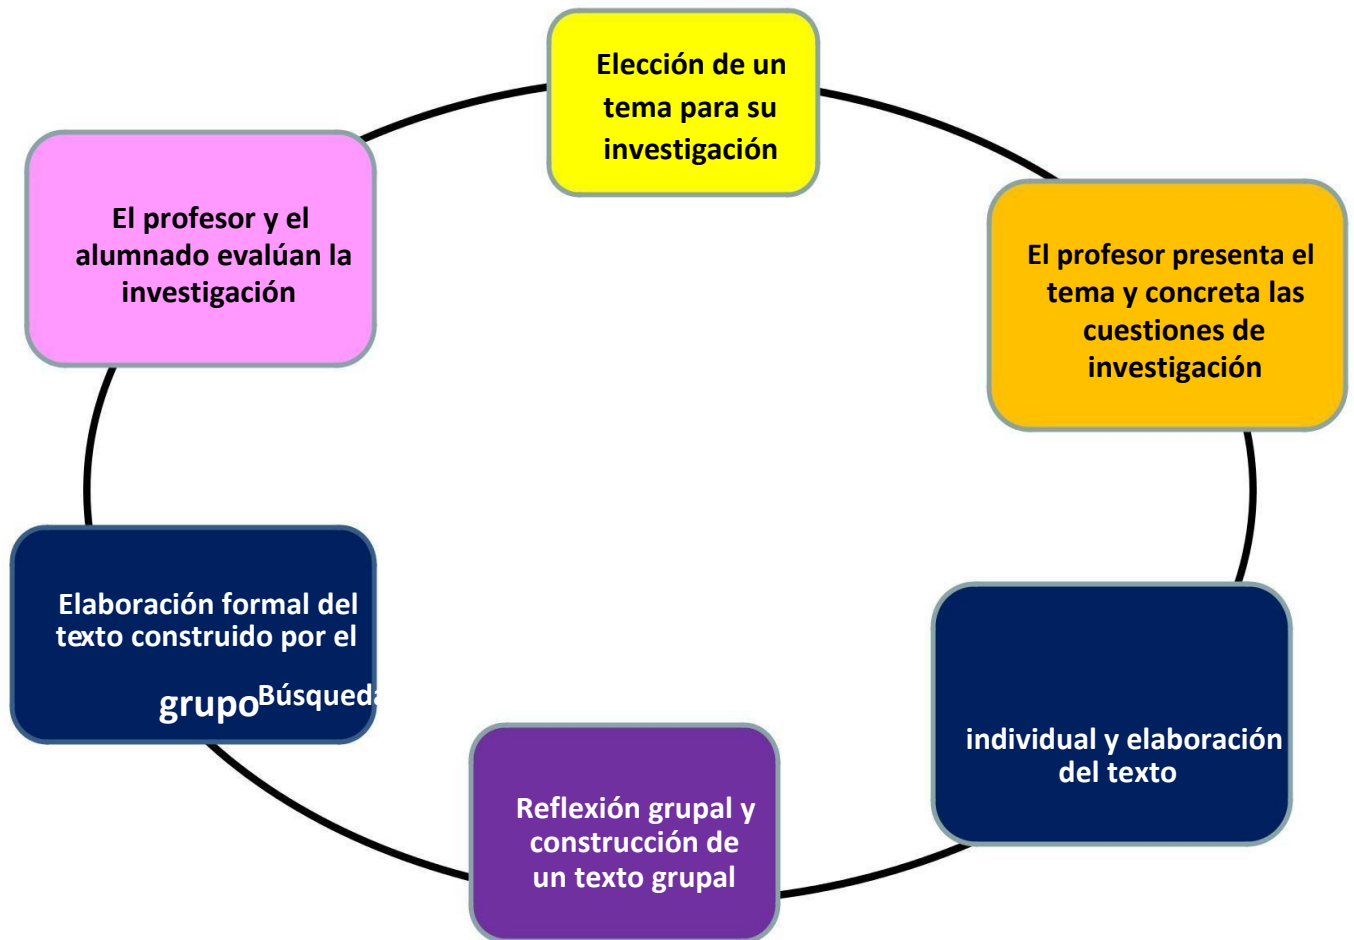 Elección de un
tema para su
investigación
El profesor presenta el
tema y concreta las
cuestiones de
investigación
individual y elaboración
del texto
Reflexión grupal y
construcción de
un texto grupal
Elaboración formal del
texto construido por el
grupo Búsqueda
El profesor y el
alumnado evalúan la
investigación